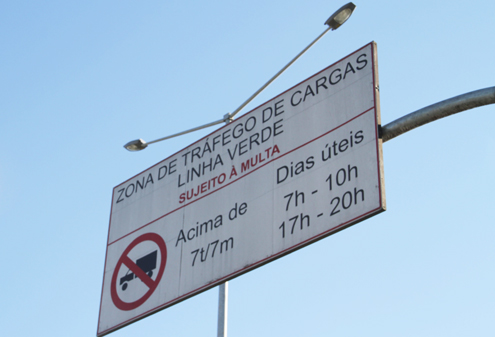 ZONA DE TRÁFEGO DE CARGAS
LINHA VERDE
SUJEITO À MULTA
Acima de
7t/7m
Dias úteis
7h - 10h
17h - 20h